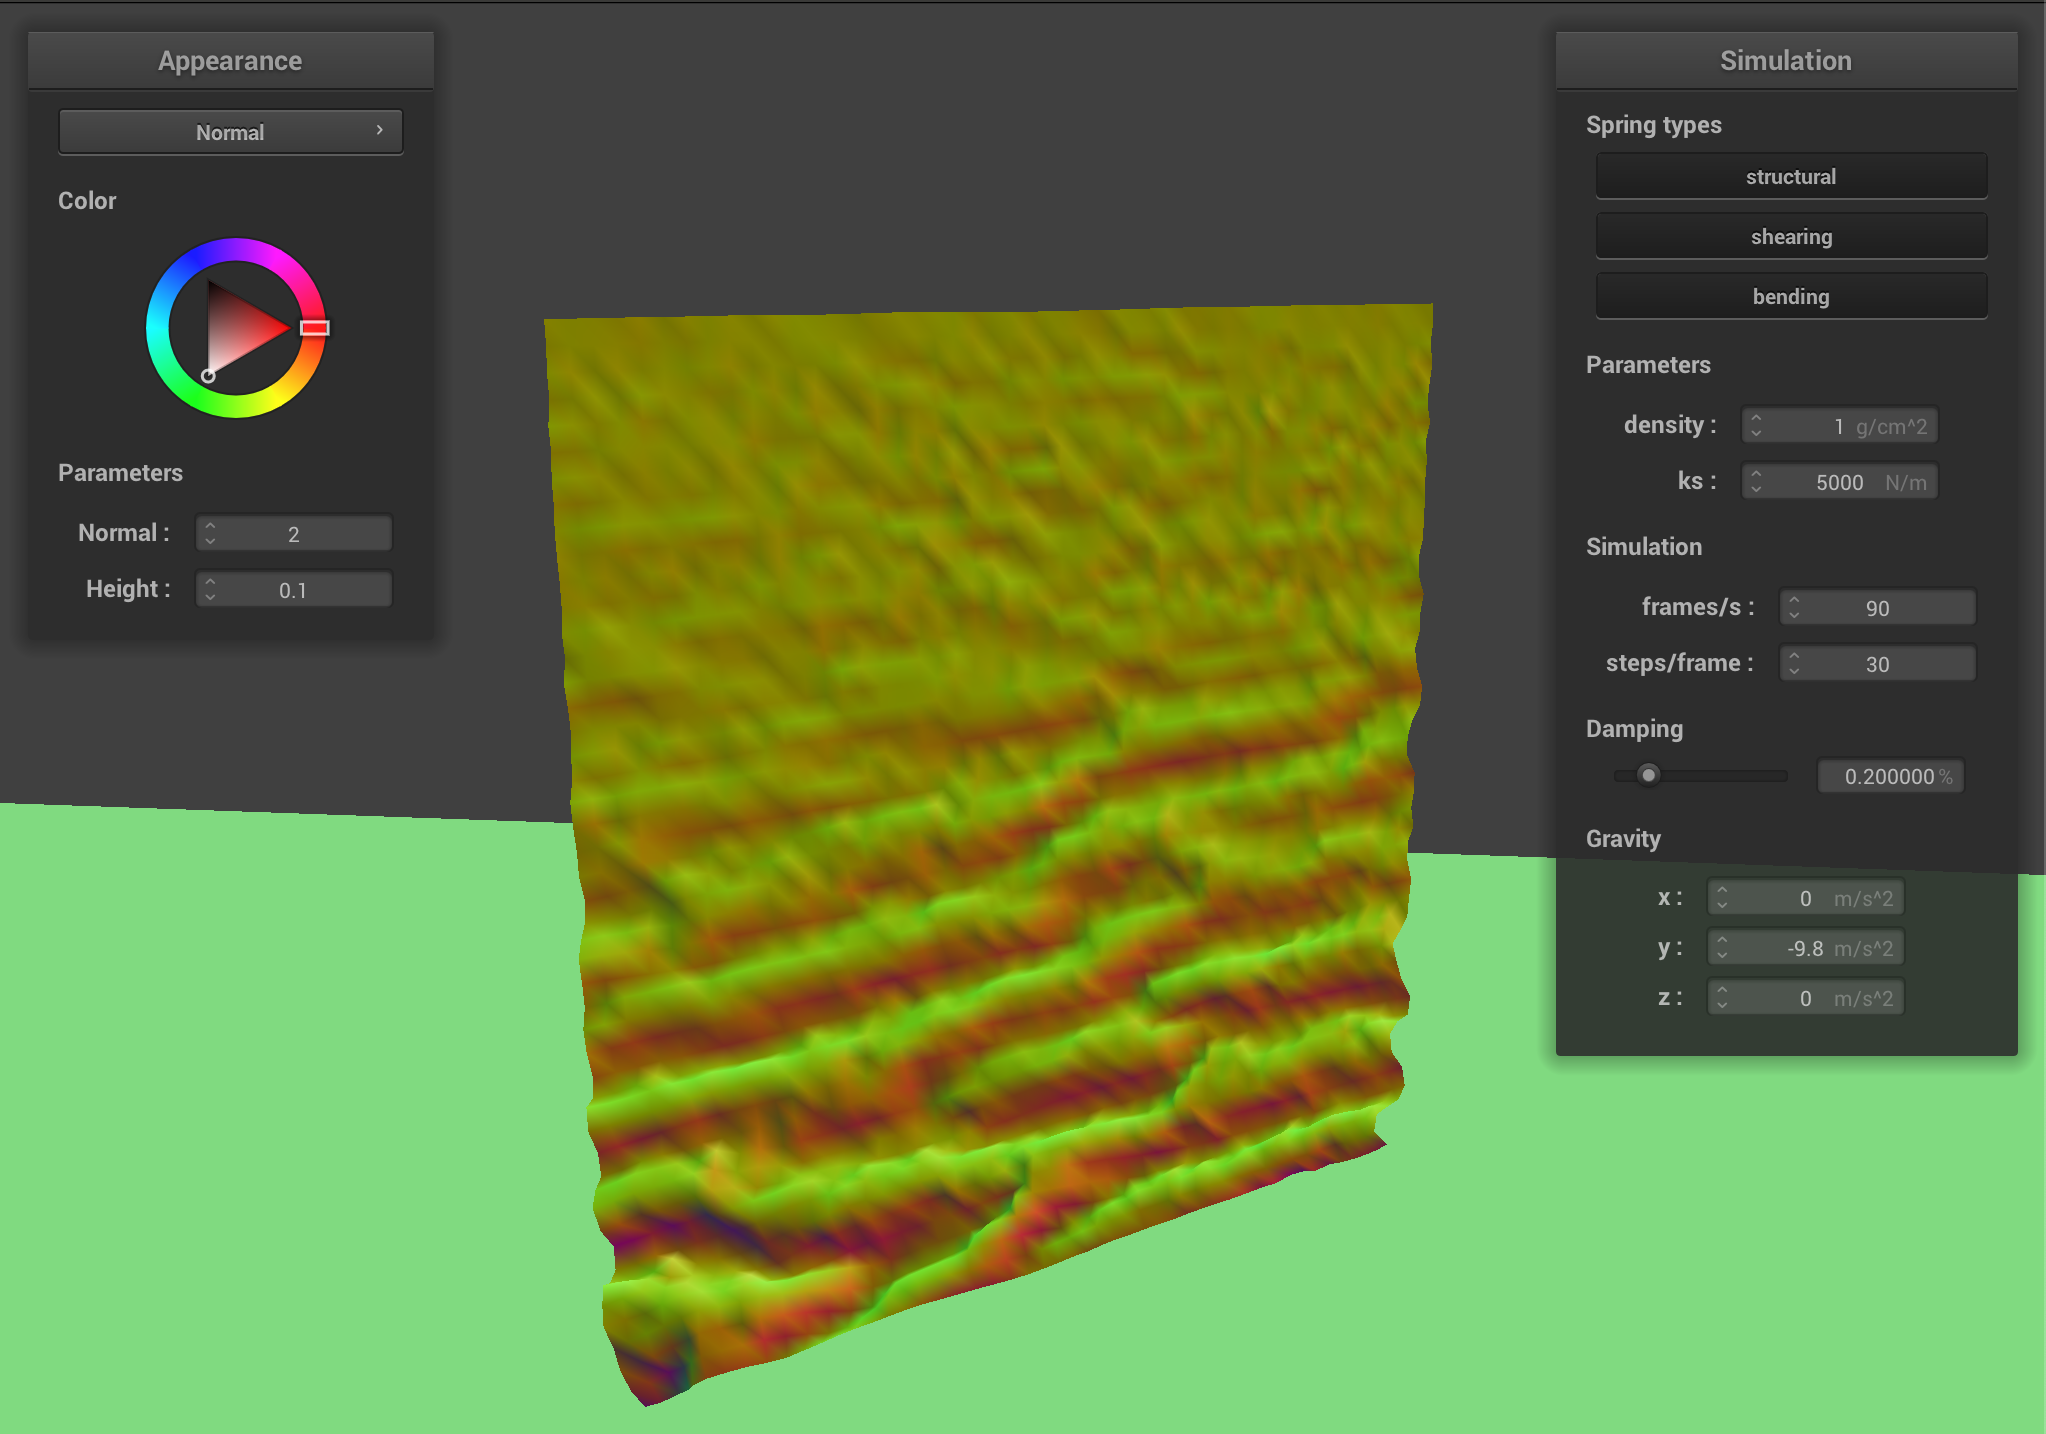 Appearance
Normal
Color
Parameters
Normal : 2
Height : 0.1
Simulation
Spring types
structural
shearing
bending
Parameters
density : 1 g/cm^2
ks : 5000 N/m
Simulation
frames/s : 90
steps/frame : 30
Damping
0.200000 %
Gravity
x : 0 m/s^2
y : -9.8 m/s^2
z : 0 m/s^2